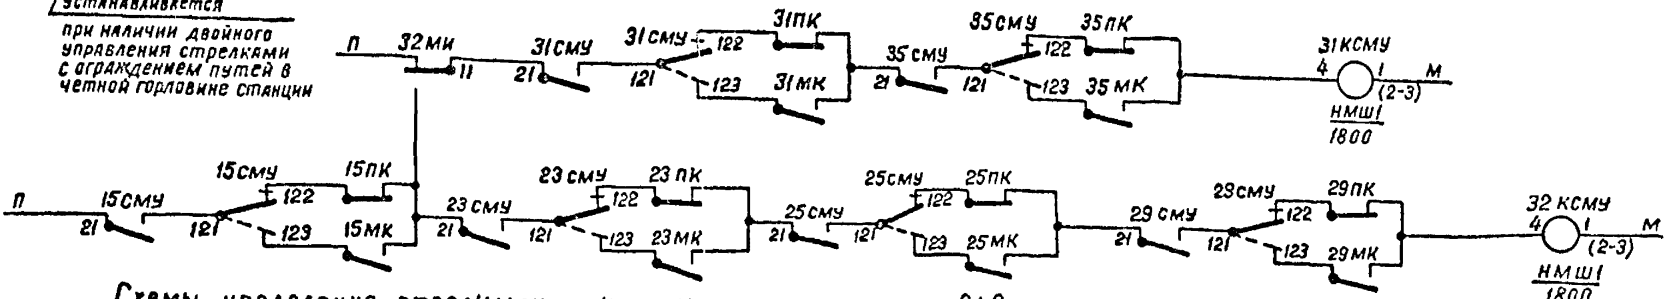 устанавливается
при наличии двойного
управления стрелками
с ограждением путей в
четной горловине станции
П 32МИ 11 31СМУ 21 31СМУ 121 122 123 31ПК 31МК 35СМУ 21 35СМУ 121 122 123 35ПК 35МК 31КСМУ 4 1 (2-3) М
НМШ1
1800
П 15СМУ 21 15СМУ 121 122 123 15ПК 15МК 23СМУ 21 23СМУ 121 122 123 23ПК 23МК 25СМУ 21 25СМУ 121 122 123 25ПК 25МК 29СМУ 21 29СМУ 121 122 123 29ПК 29МК 32КСМУ 4 1 (2-3) М
НМШ1
1800
Схемы управления